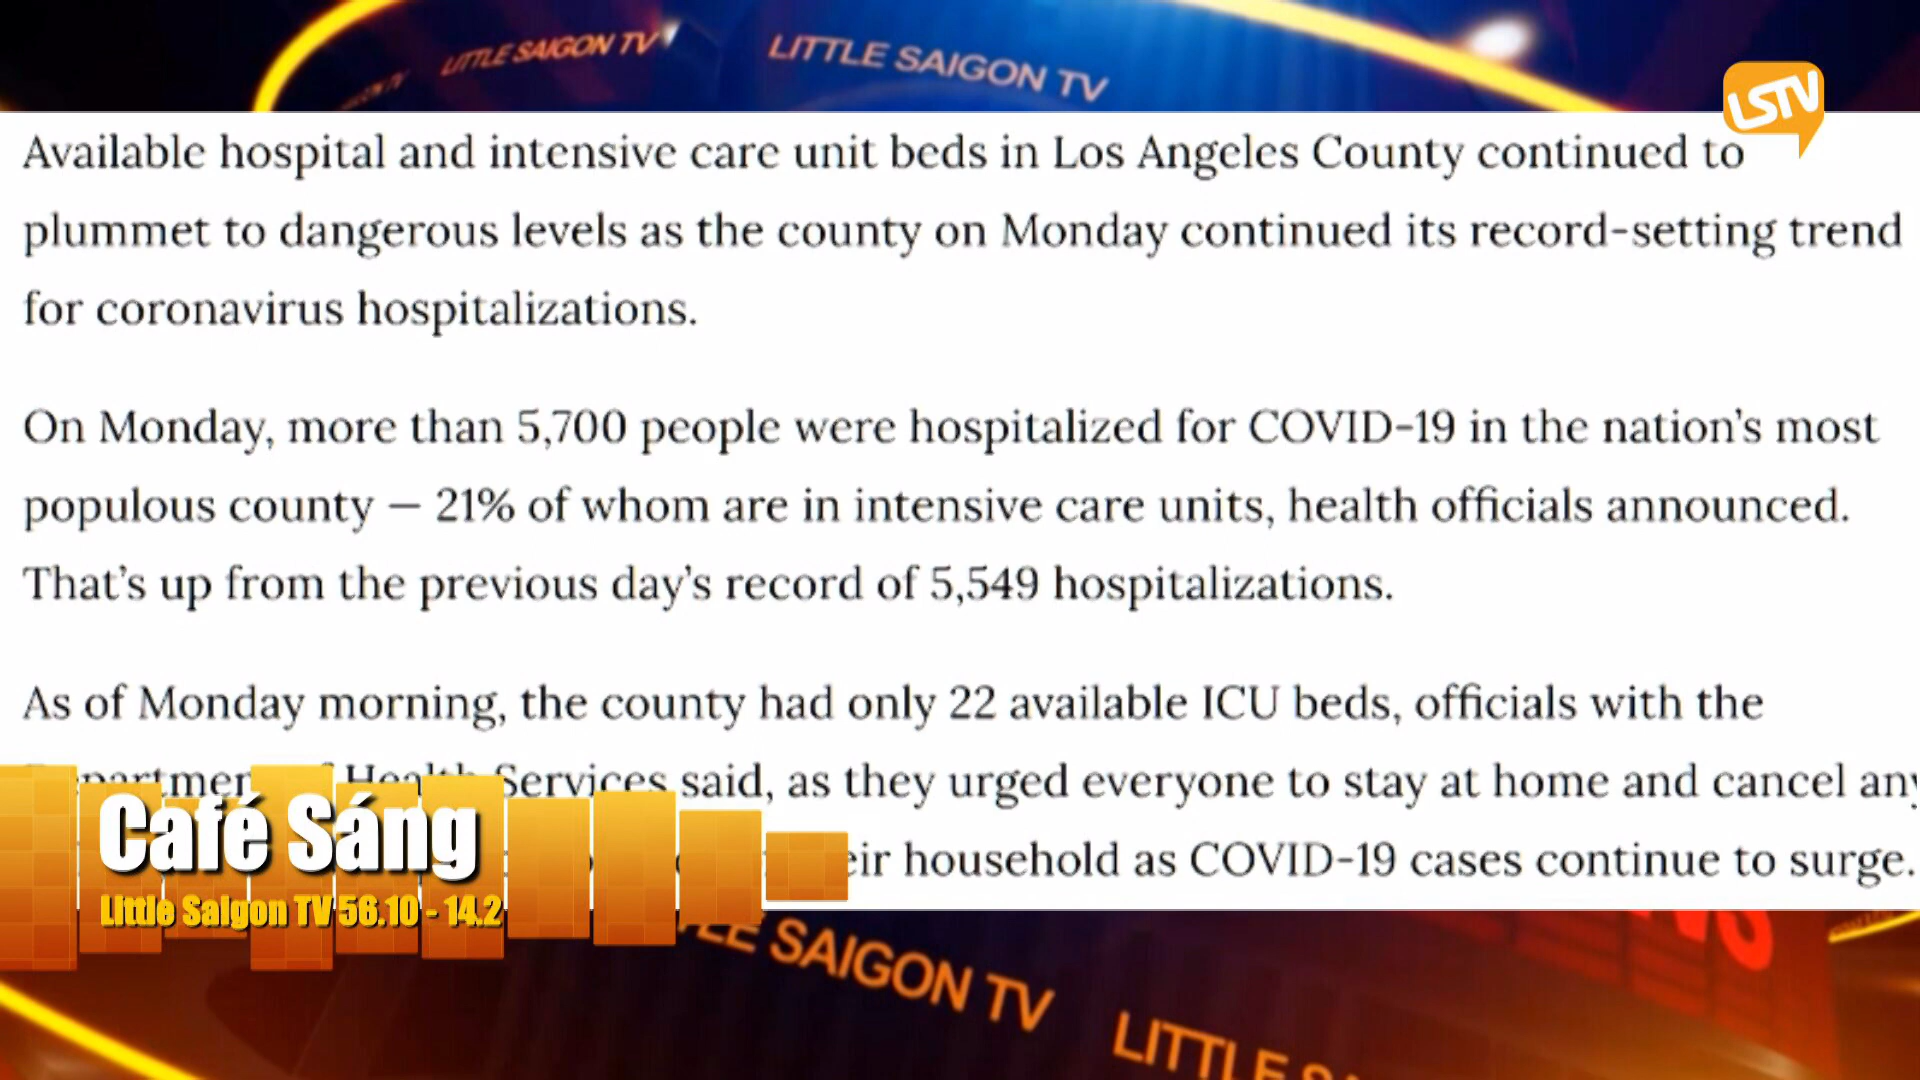 LITTLE SAIGON TV
LITTLE SAIGON TV
LSTV
Available hospital and intensive care unit beds in Los Angeles County continued to
plummet to dangerous levels as the county on Monday continued its record-setting trend
for coronavirus hospitalizations.
On Monday, more than 5,700 people were hospitalized for COVID-19 in the nation's most
populous county — 21% of whom are in intensive care units, health officials announced.
That's up from the previous day's record of 5,549 hospitalizations.
As of Monday morning, the county had only 22 available ICU beds, officials with the
Health Services said, as they urged everyone to stay at home and cancel any
household as COVID-19 cases continue to surge.
Café Sáng
Little Saigon TV 56.10 - 14.2
SAIGON TV
LITTLE